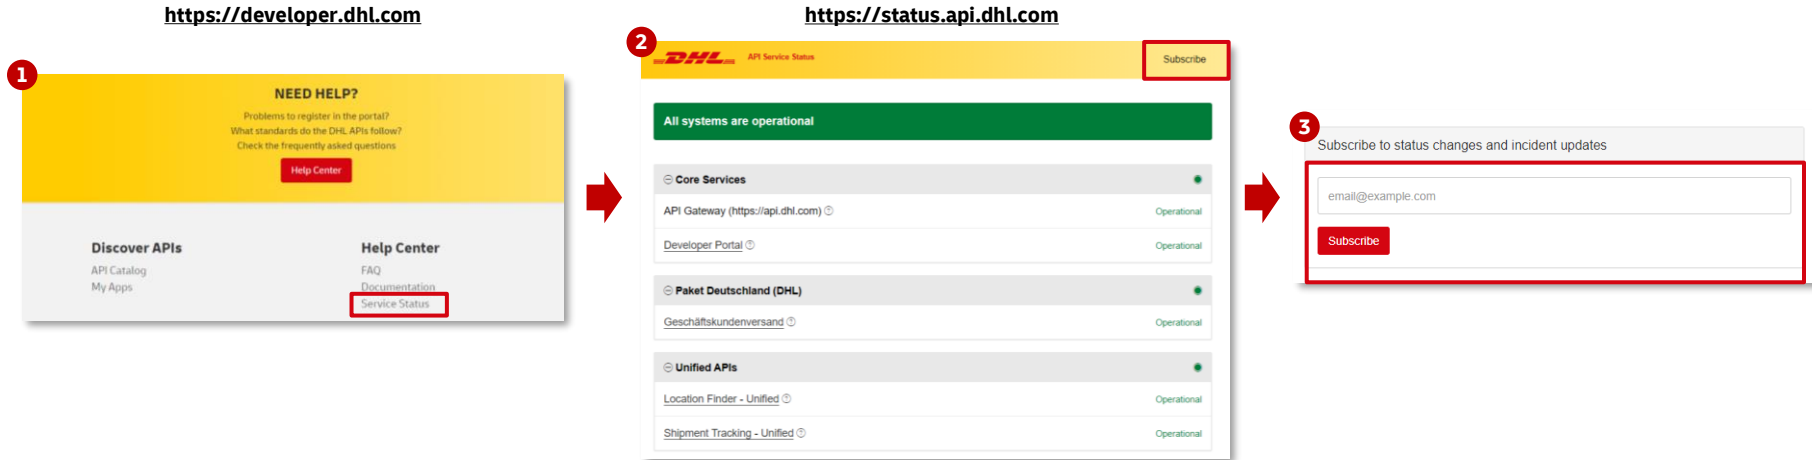 https://developer.dhl.com
1
NEED HELP?
Problems to register in the portal?
What standards do the DHL APIs follow?
Check the frequently asked questions
Help Center
Discover APIs
API Catalog
My Apps
Help Center
FAQ
Documentation
Service Status
https://status.api.dhl.com
2
DHL API Service Status Subscribe
All systems are operational
Core Services
API Gateway (https://api.dhl.com) Operational
Developer Portal Operational
Paket Deutschland (DHL)
Geschäftskundenversand Operational
Unified APIs
Location Finder - Unified Operational
Shipment Tracking - Unified Operational
3
Subscribe to status changes and incident updates
email@example.com
Subscribe